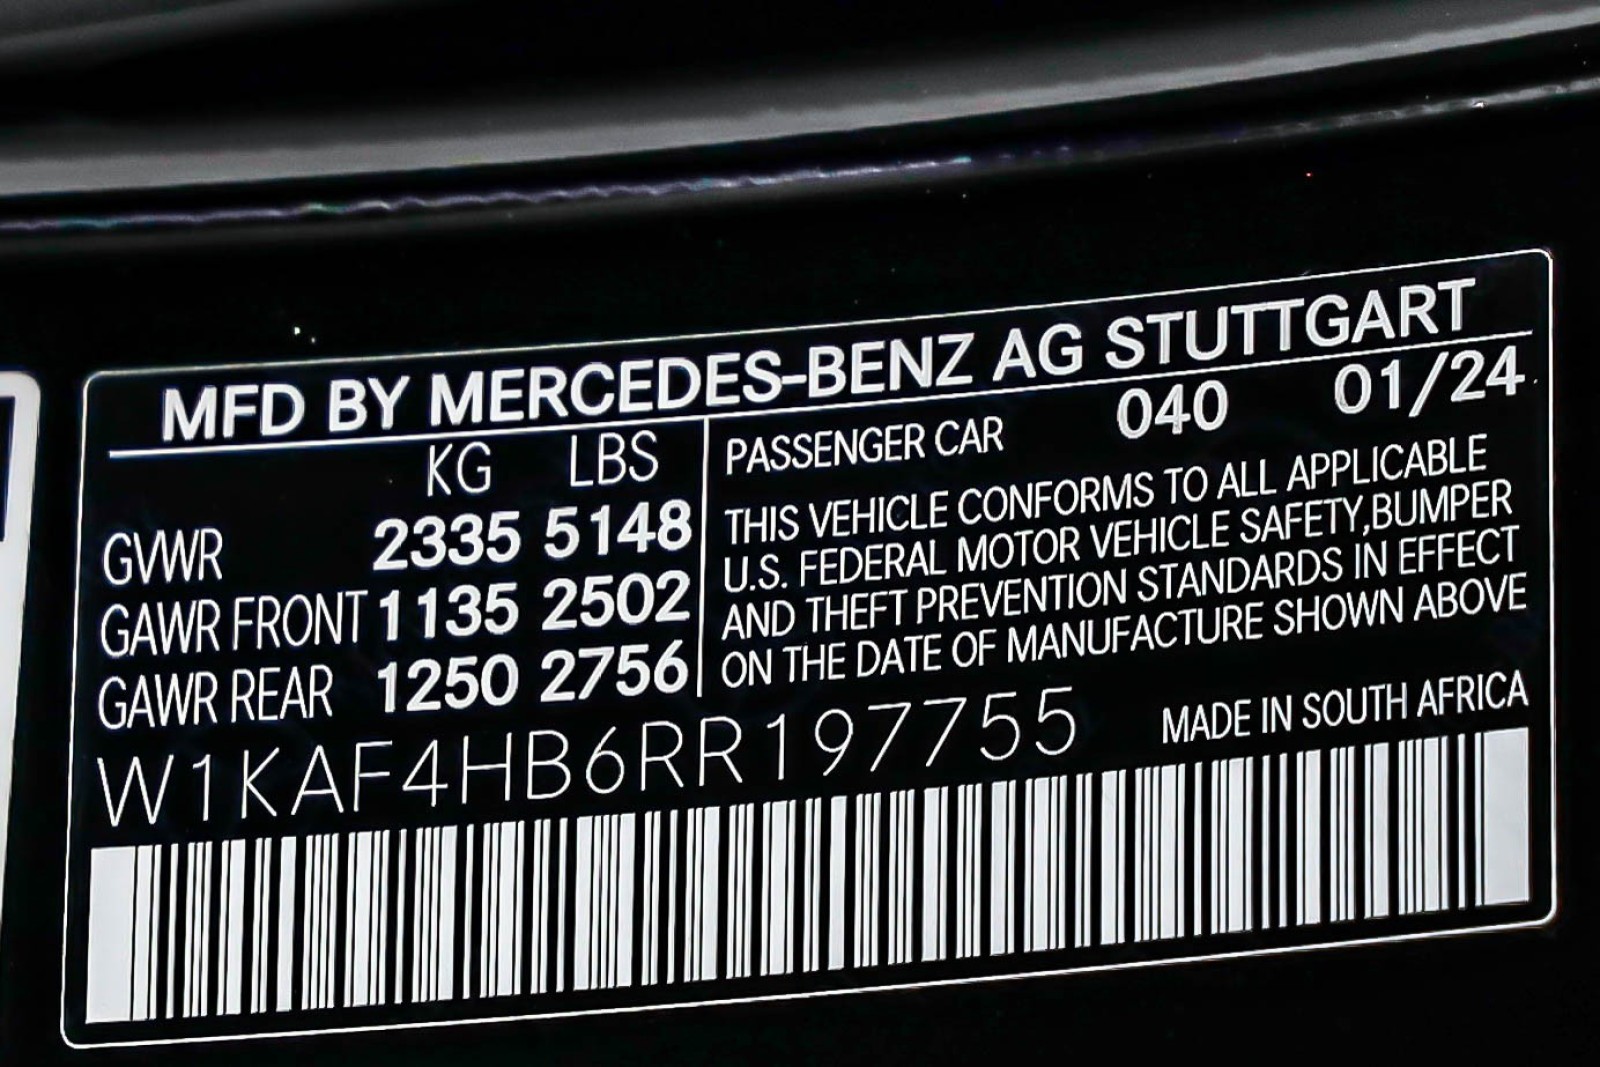 MFD BY MERCEDES-BENZ AG STUTTGART
KG LBS
GVWR 2335 5148
GAWR FRONT 1135 2502
GAWR REAR 1250 2756
PASSENGER CAR 040 01/24
THIS VEHICLE CONFORMS TO ALL APPLICABLE
U.S. FEDERAL MOTOR VEHICLE SAFETY,BUMPER
AND THEFT PREVENTION STANDARDS IN EFFECT
ON THE DATE OF MANUFACTURE SHOWN ABOVE
W1KAF4HB6RR197755
MADE IN SOUTH AFRICA